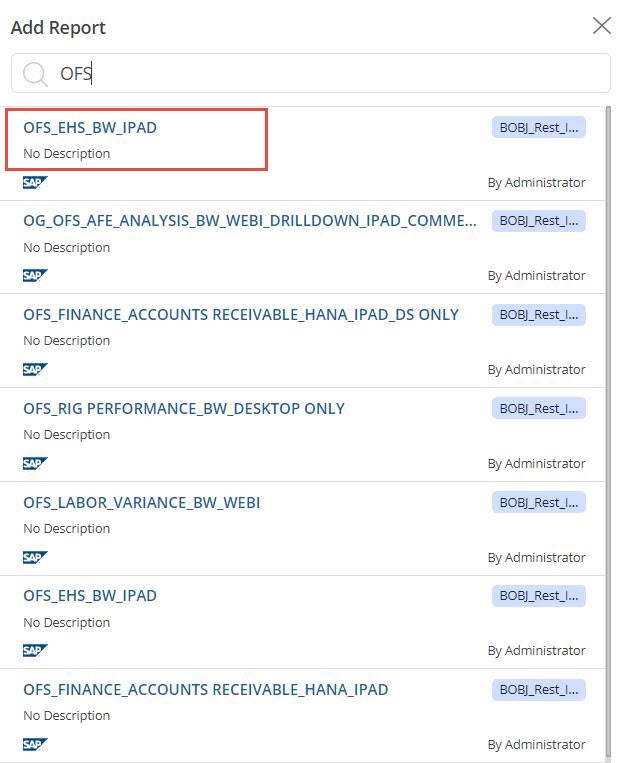 Add Report
OFS
OFS_EHS_BW_IPAD BOBJ_Rest_I...
No Description
SAP By Administrator
OG_OFS_AFE_ANALYSIS_BW_WEBI_DRILLDOWN_IPAD_COMME... BOBJ_Rest_I...
No Description
SAP By Administrator
OFS_FINANCE_ACCOUNTS RECEIVABLE_HANA_IPAD_DS ONLY BOBJ_Rest_I...
No Description
SAP By Administrator
OFS_RIG PERFORMANCE_BW_DESKTOP ONLY BOBJ_Rest_I...
No Description
SAP By Administrator
OFS_LABOR_VARIANCE_BW_WEBI BOBJ_Rest_I...
No Description
SAP By Administrator
OFS_EHS_BW_IPAD BOBJ_Rest_I...
No Description
SAP By Administrator
OFS_FINANCE_ACCOUNTS RECEIVABLE_HANA_IPAD BOBJ_Rest_I...
No Description
SAP By Administrator